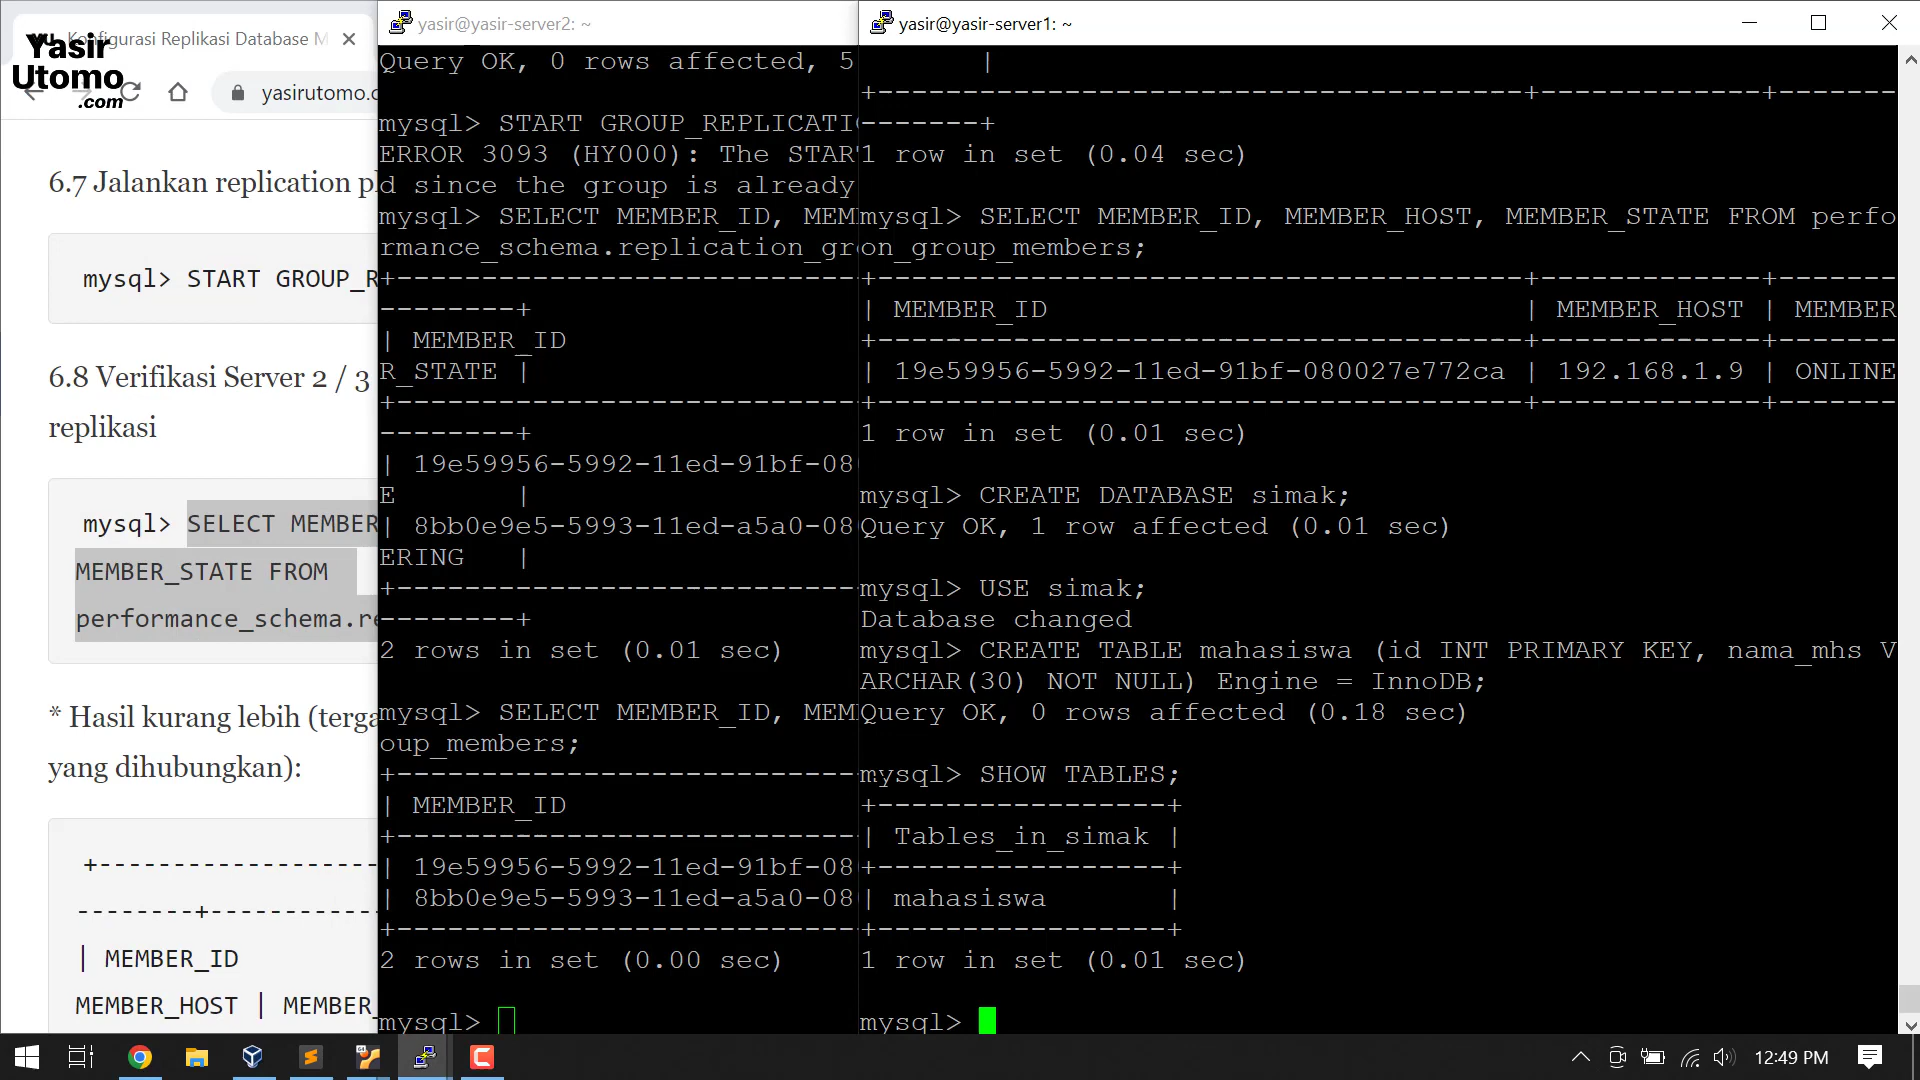 Konfigurasi Replikasi Database M
Yasir
Utomo
.com
yasirutomo.c
6.7 Jalankan replication pl
mysql> START GROUP_R
6.8 Verifikasi Server 2 / 3
replikasi
mysql> SELECT MEMBER
MEMBER_STATE FROM
performance_schema.re
* Hasil kurang lebih (terga
yang dihubungkan):
+-------------------
--------+-----------
| MEMBER_ID
MEMBER_HOST | MEMBER_
yasir@yasir-server2: ~
Query OK, 0 rows affected, 5
mysql> START GROUP_REPLICATI
ERROR 3093 (HY000): The START
d since the group is already
mysql> SELECT MEMBER_ID, MEM
rmance_schema.replication_gro
+---------------------------
--------+
| MEMBER_ID
R_STATE |
+---------------------------
--------+
| 19e59956-5992-11ed-91bf-08
E       |
| 8bb0e9e5-5993-11ed-a5a0-08
ERING   |
+---------------------------
--------+
2 rows in set (0.01 sec)
mysql> SELECT MEMBER_ID, MEM
oup_members;
+---------------------------
| MEMBER_ID
+---------------------------
| 19e59956-5992-11ed-91bf-08
| 8bb0e9e5-5993-11ed-a5a0-08
+---------------------------
2 rows in set (0.00 sec)
mysql>
yasir@yasir-server1: ~
|
+--------------------------------------+-------------+-------
-------+
1 row in set (0.04 sec)
mysql> SELECT MEMBER_ID, MEMBER_HOST, MEMBER_STATE FROM perfo
on_group_members;
+--------------------------------------+-------------+-------
| MEMBER_ID                            | MEMBER_HOST | MEMBER
+--------------------------------------+-------------+-------
| 19e59956-5992-11ed-91bf-080027e772ca | 192.168.1.9 | ONLINE
+--------------------------------------+-------------+-------
1 row in set (0.01 sec)
mysql> CREATE DATABASE simak;
Query OK, 1 row affected (0.01 sec)
mysql> USE simak;
Database changed
mysql> CREATE TABLE mahasiswa (id INT PRIMARY KEY, nama_mhs V
ARCHAR(30) NOT NULL) Engine = InnoDB;
Query OK, 0 rows affected (0.18 sec)
mysql> SHOW TABLES;
+-----------------+
| Tables_in_simak |
+-----------------+
| mahasiswa       |
+-----------------+
1 row in set (0.01 sec)
mysql>
12:49 PM